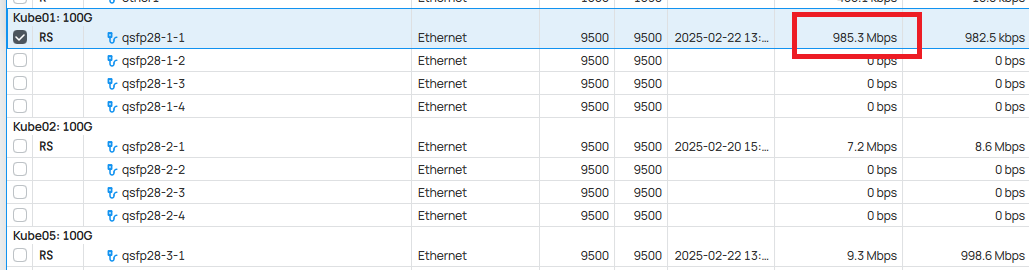 Kube01: 100G
RS qsfp28-1-1 Ethernet 9500 9500 2025-02-22 13:... 985.3 Mbps 982.5 kbps
qsfp28-1-2 Ethernet 9500 9500 0 bps 0 bps
qsfp28-1-3 Ethernet 9500 9500 0 bps 0 bps
qsfp28-1-4 Ethernet 9500 9500 0 bps 0 bps
Kube02: 100G
RS qsfp28-2-1 Ethernet 9500 9500 2025-02-20 15:... 7.2 Mbps 8.6 Mbps
qsfp28-2-2 Ethernet 9500 9500 0 bps 0 bps
qsfp28-2-3 Ethernet 9500 9500 0 bps 0 bps
qsfp28-2-4 Ethernet 9500 9500 0 bps 0 bps
Kube05: 100G
RS qsfp28-3-1 Ethernet 9500 9500 2025-02-22 13:... 9.3 Mbps 998.6 Mbps